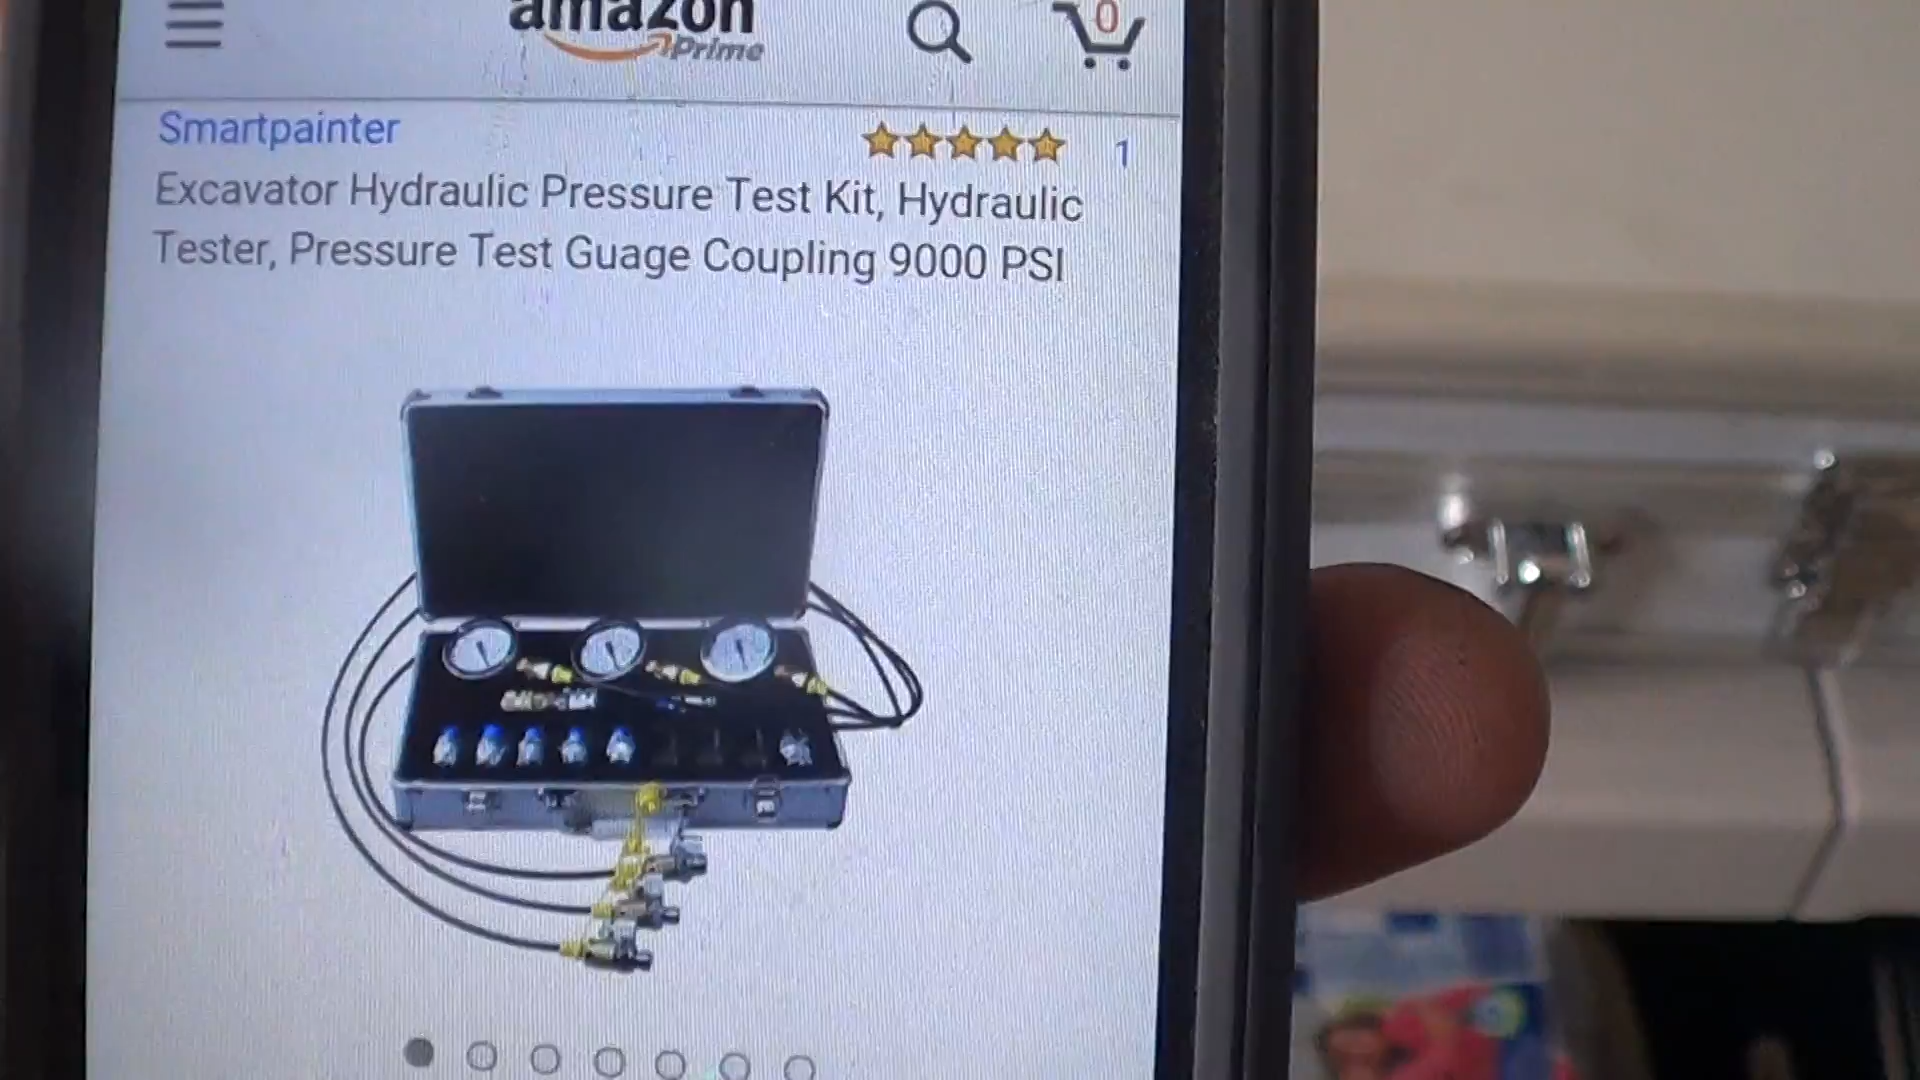 amazon
Prime
0
Smartpainter
1
Excavator Hydraulic Pressure Test Kit, Hydraulic
Tester, Pressure Test Guage Coupling 9000 PSI